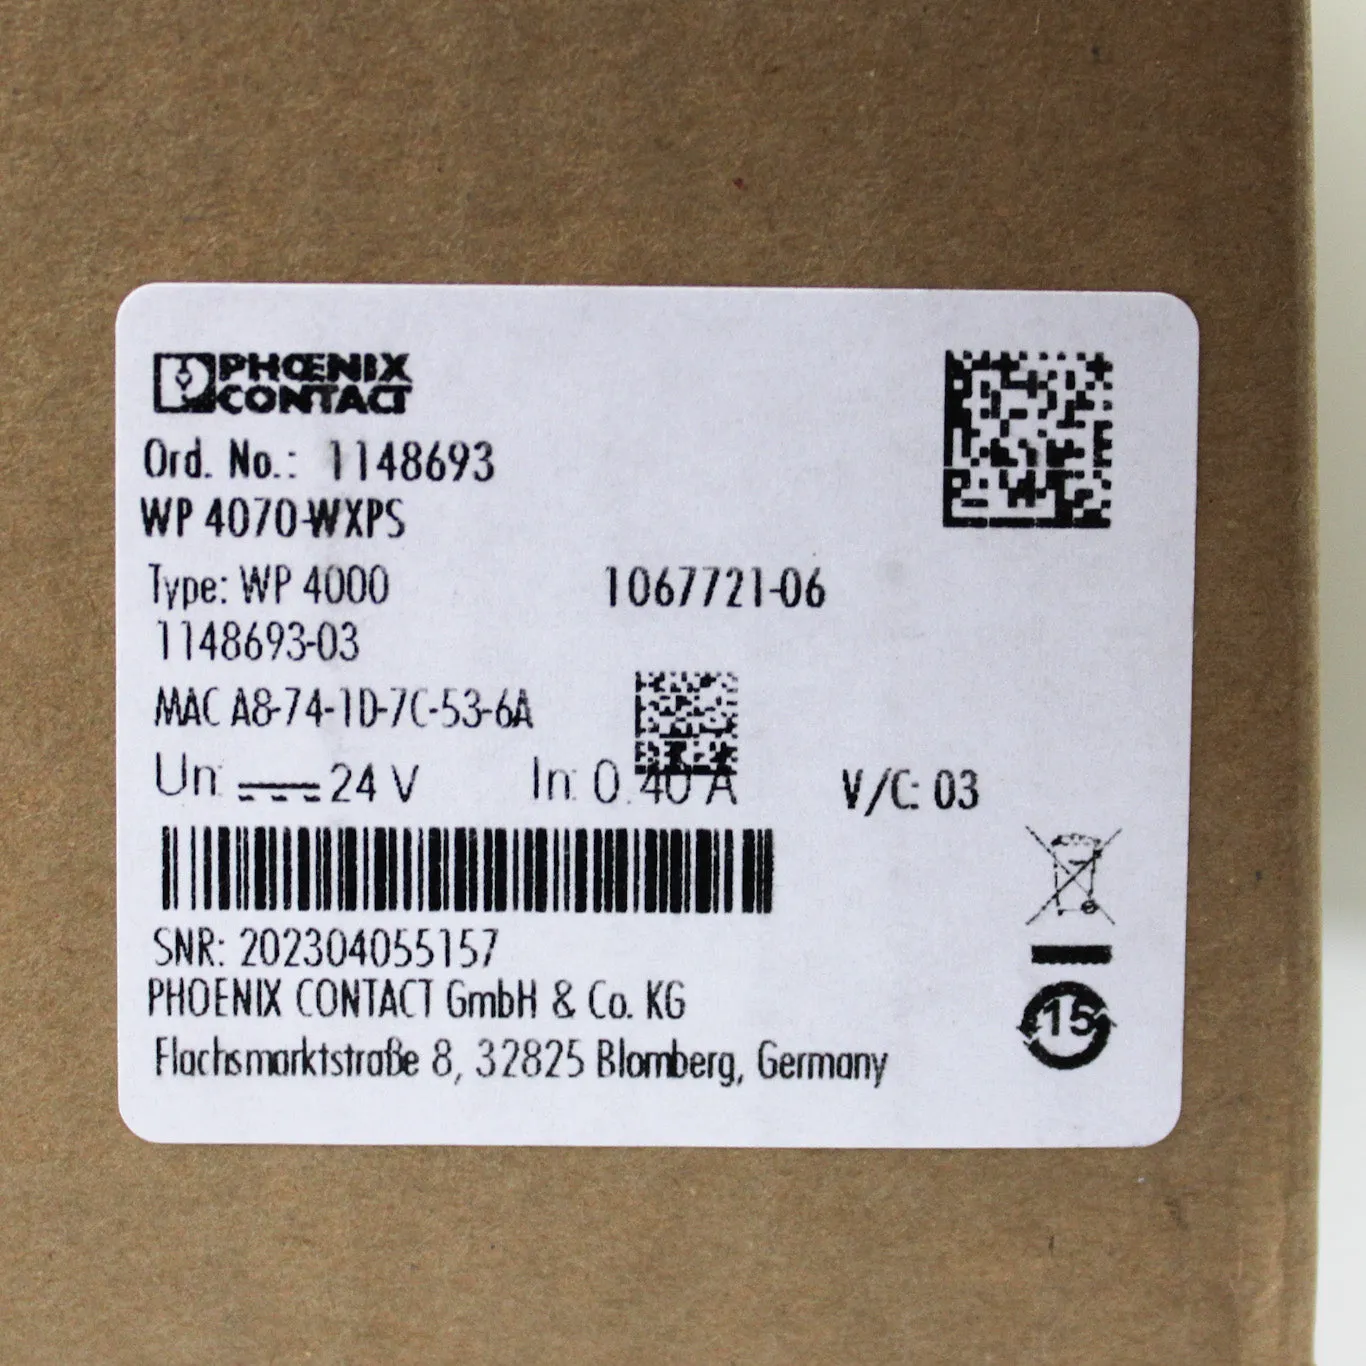 PHŒNIX
CONTACT
Ord. No.: 1148693
WP 4070-WXPS
Type: WP 4000 1067721-06
1148693-03
MAC A8-74-1D-7C-53-6A
Un: 24 V In: 0.40 A V/C: 03
SNR: 202304055157
PHOENIX CONTACT GmbH & Co. KG
15
Flachsmarktstraße 8, 32825 Blomberg, Germany